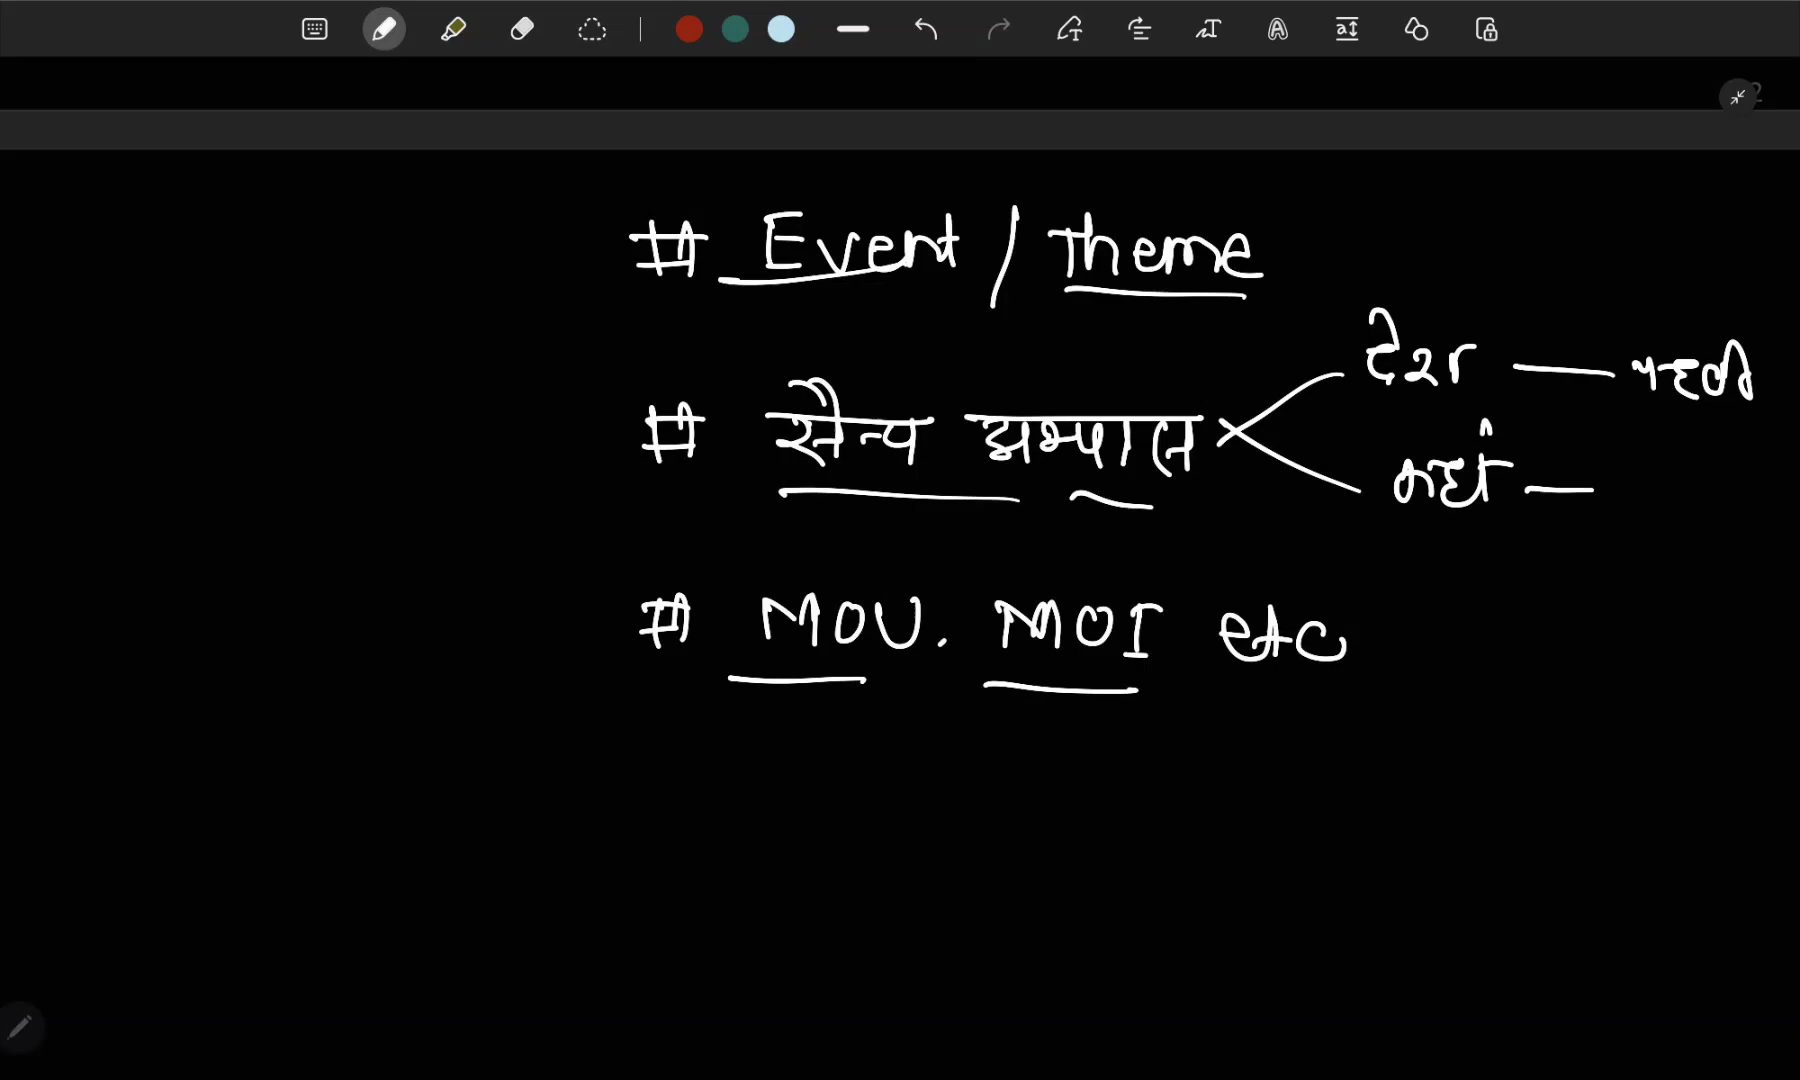 # Event / Theme
देश — पहली
# सैन्य अभ्यास
कहाँ —
# MOU. MOI etc